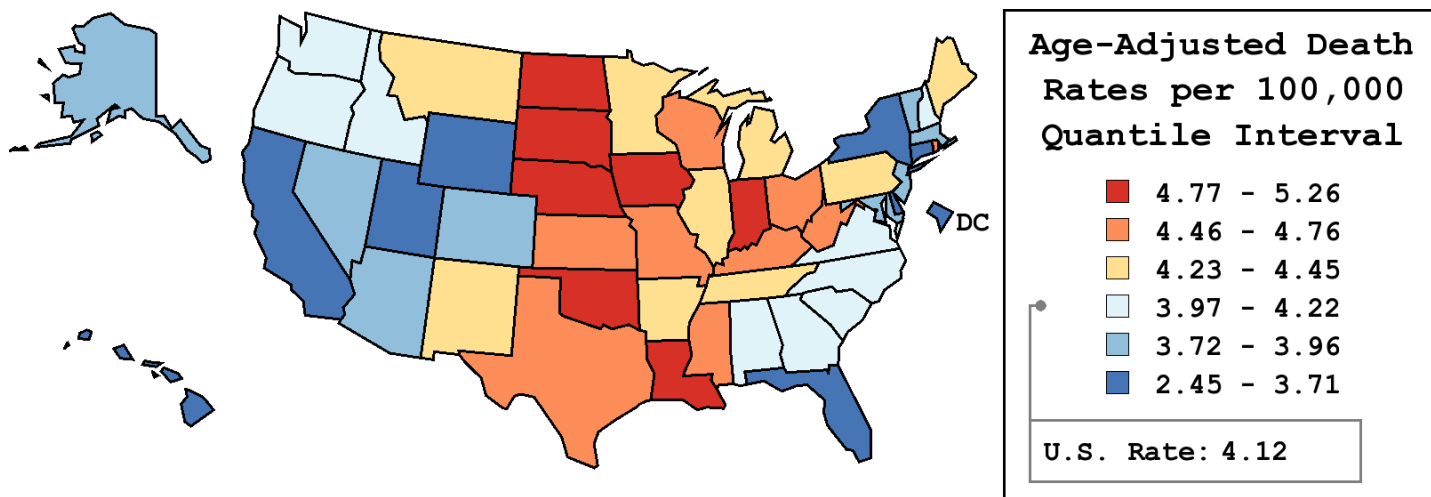 DC
Age-Adjusted Death
Rates per 100,000
Quantile Interval
4.77 - 5.26
4.46 - 4.76
4.23 - 4.45
3.97 - 4.22
3.72 - 3.96
2.45 - 3.71
U.S. Rate: 4.12